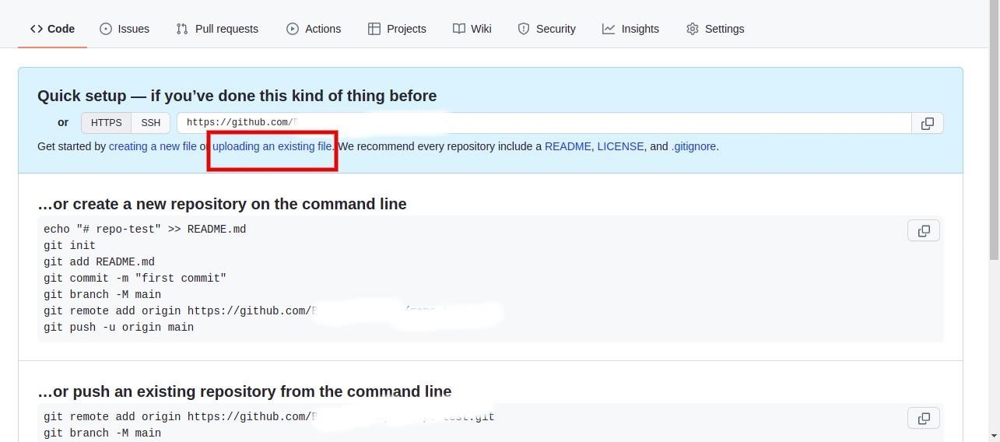 Code Issues Pull requests Actions Projects Wiki Security Insights Settings
Quick setup — if you’ve done this kind of thing before
or HTTPS SSH https://github.com/
Get started by creating a new file or uploading an existing file. We recommend every repository include a README, LICENSE, and .gitignore.
…or create a new repository on the command line
echo "# repo-test" >> README.md
git init
git add README.md
git commit -m "first commit"
git branch -M main
git remote add origin https://github.com/
git push -u origin main
…or push an existing repository from the command line
git remote add origin https://github.com/ test.git
git branch -M main